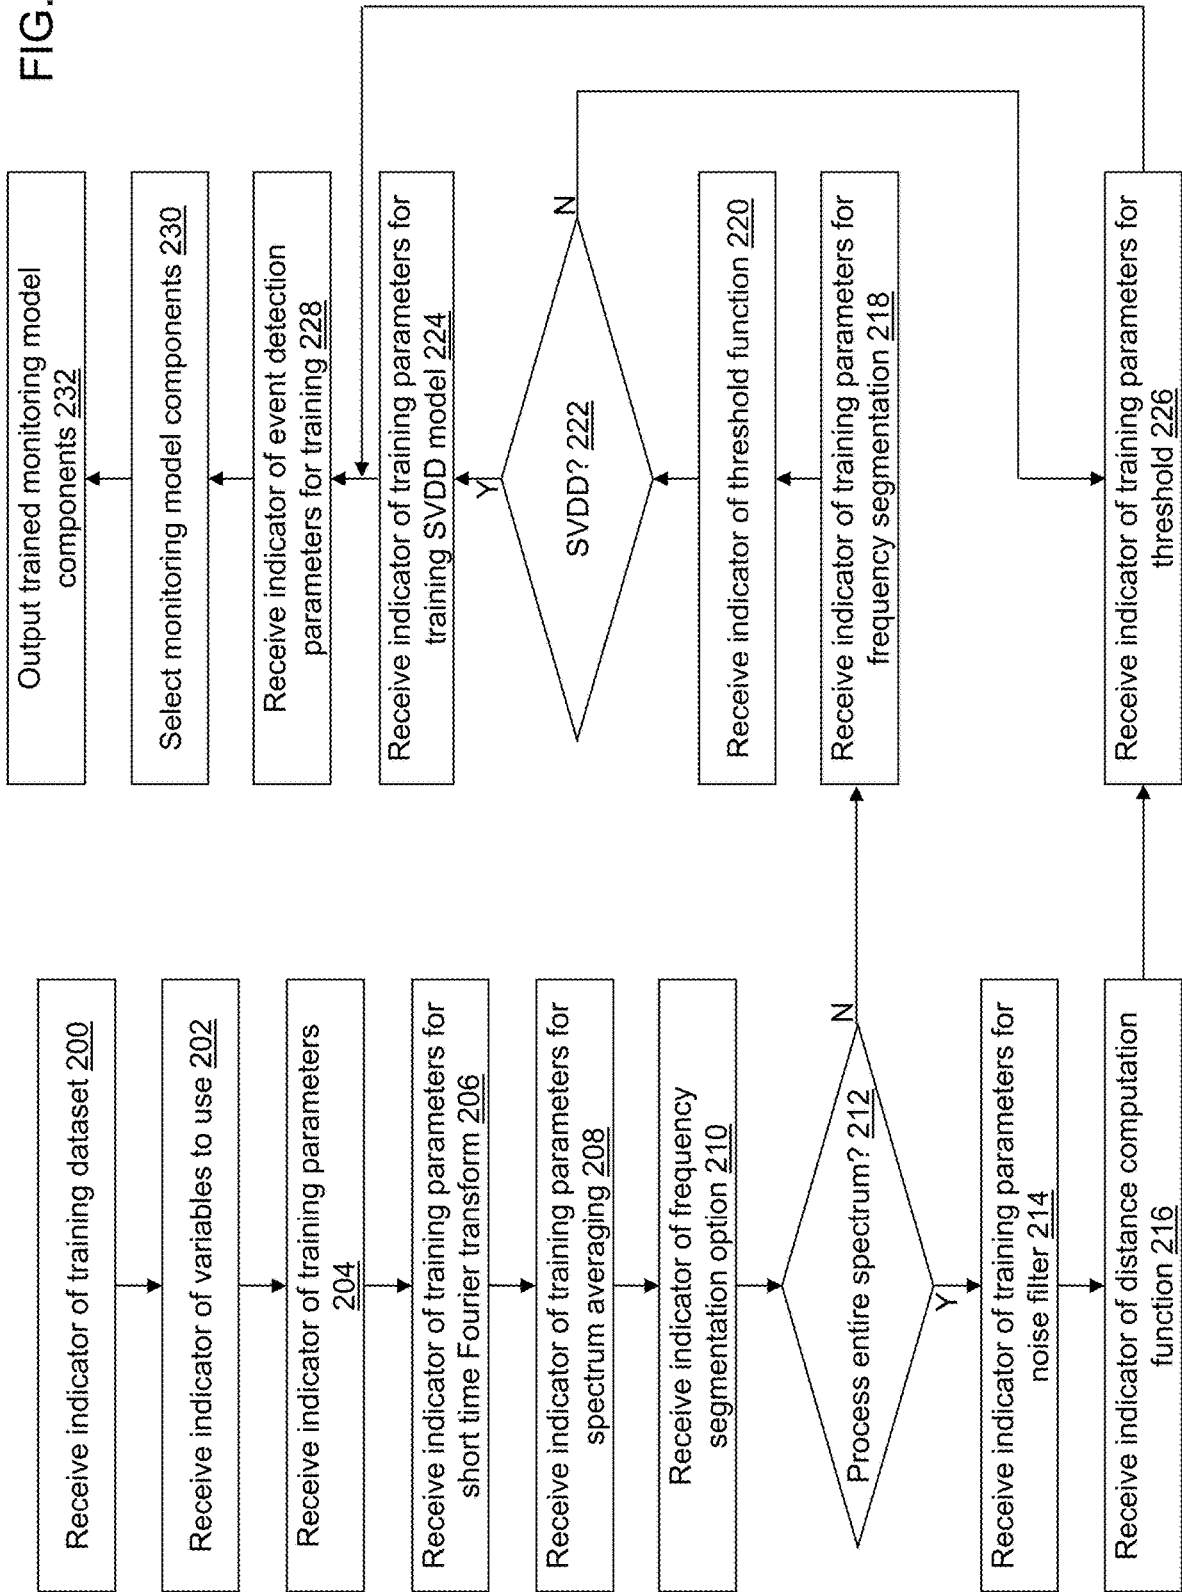 FIG.
Receive indicator of training dataset 200
Receive indicator of variables to use 202
Receive indicator of training parameters
204
Receive indicator of training parameters for
short time Fourier transform 206
Receive indicator of training parameters for
spectrum averaging 208
Receive indicator of frequency
segmentation option 210
Process entire spectrum? 212
N
Y
Receive indicator of training parameters for
noise filter 214
Receive indicator of distance computation
function 216
Output trained monitoring model
components 232
Select monitoring model components 230
Receive indicator of event detection
parameters for training 228
Receive indicator of training parameters for
training SVDD model 224
Y
N
SVDD? 222
Receive indicator of threshold function 220
Receive indicator of training parameters for
frequency segmentation 218
Receive indicator of training parameters for
threshold 226